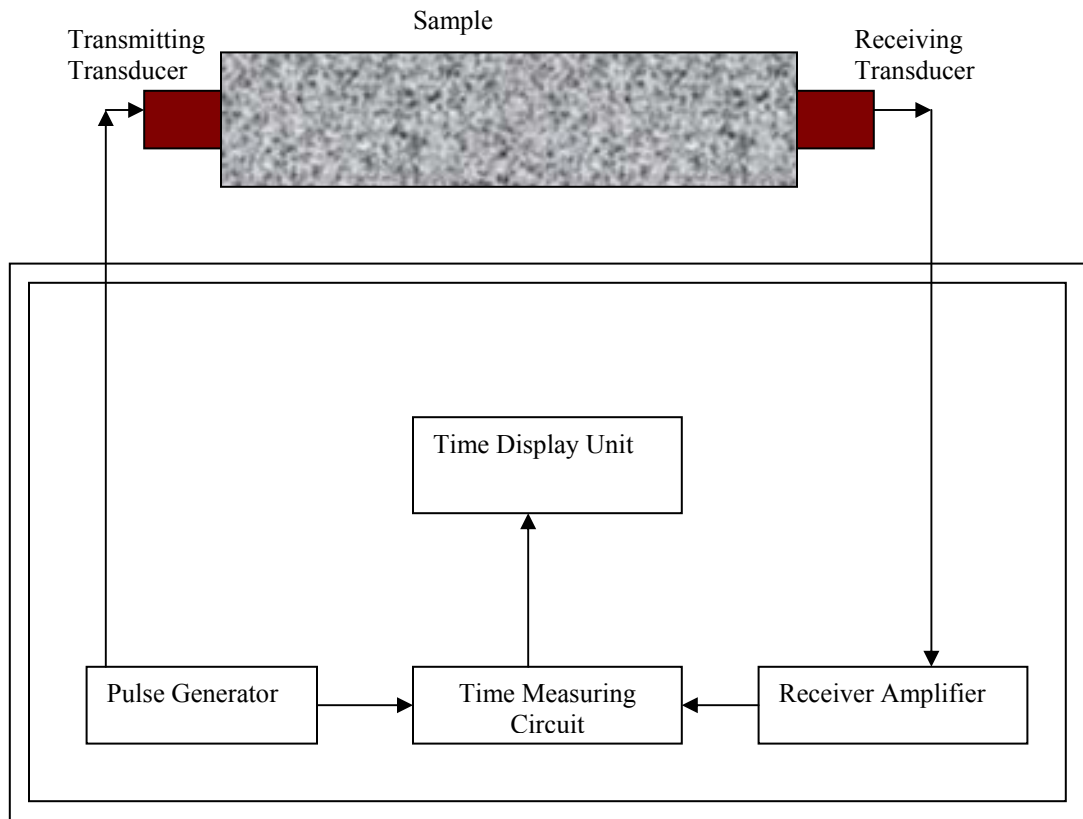 Sample
Transmitting
Transducer
Receiving
Transducer
Time Display Unit
Pulse Generator
Time Measuring
Circuit
Receiver Amplifier